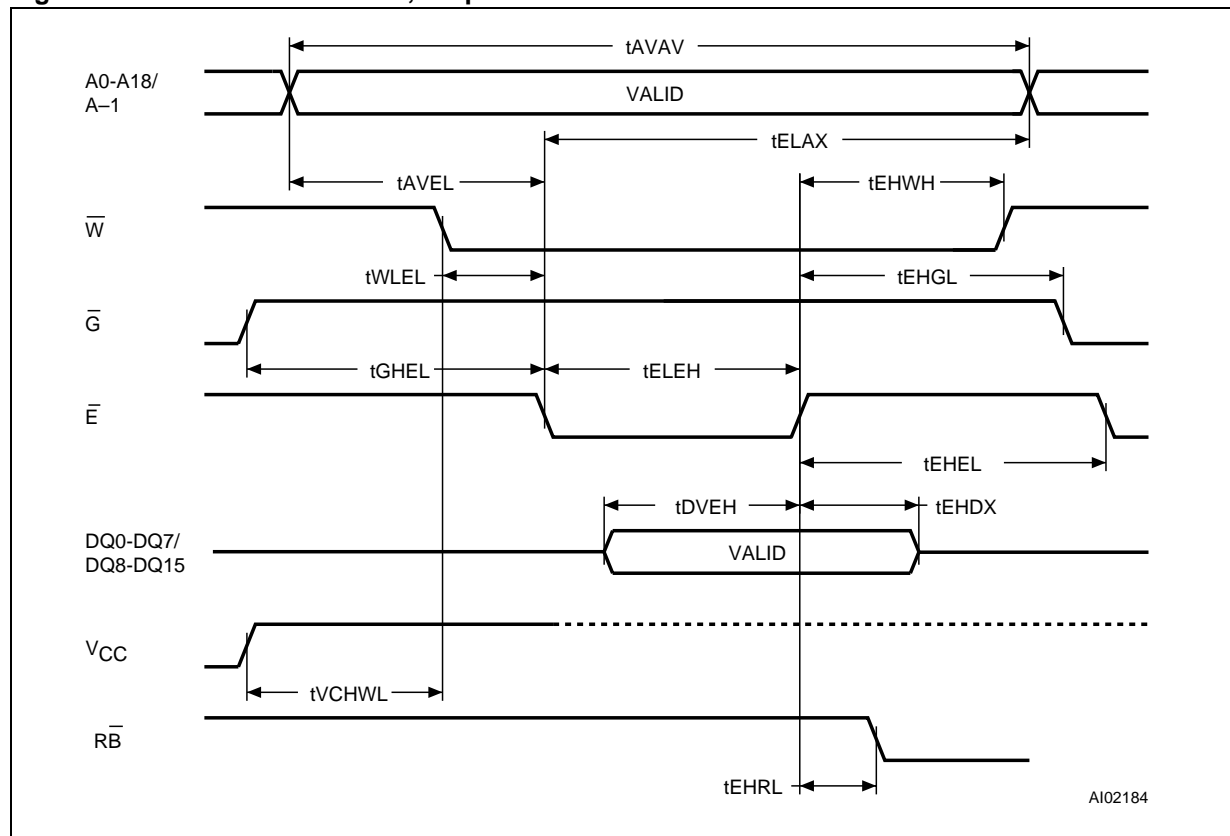 tAVAV
A0-A18/
A–1
VALID
tELAX
tAVEL
tEHWH
W
tWLEL
tEHGL
G
tGHEL
tELEH
E
tEHEL
tDVEH
tEHDX
DQ0-DQ7/
DQ8-DQ15
VALID
VCC
tVCHWL
RB
tEHRL
AI02184